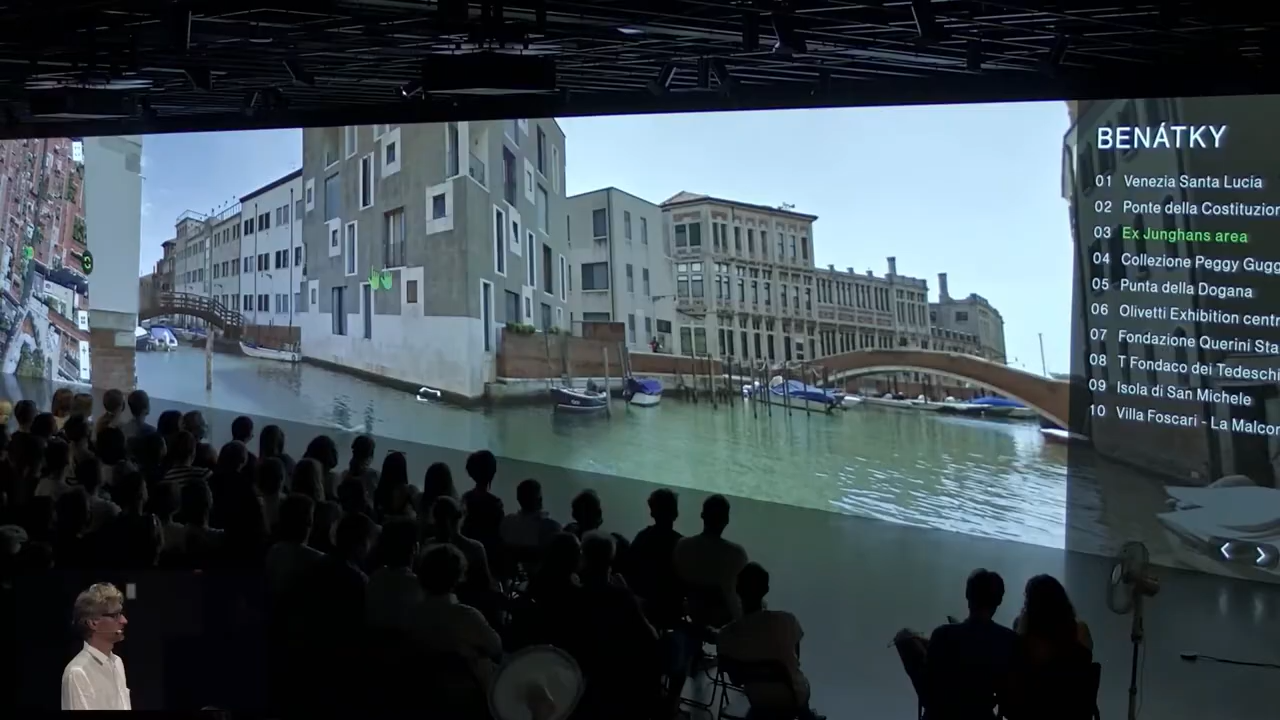 BENÁTKY
01 Venezia Santa Lucia
02 Ponte della Costituzion
03 Ex Junghans area
04 Collezione Peggy Gugg
05 Punta della Dogana
06 Olivetti Exhibition centr
07 Fondazione Querini Sta
08 T Fondaco dei Tedeschi
09 Isola di San Michele
10 Villa Foscari - La Malcon